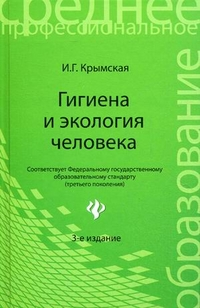 среднее
профессиональное
образование
И.Г. Крымская
Гигиена
и экология
человека
Соответствует Федеральному государственному
образовательному стандарту
(третьего поколения)
3-е издание